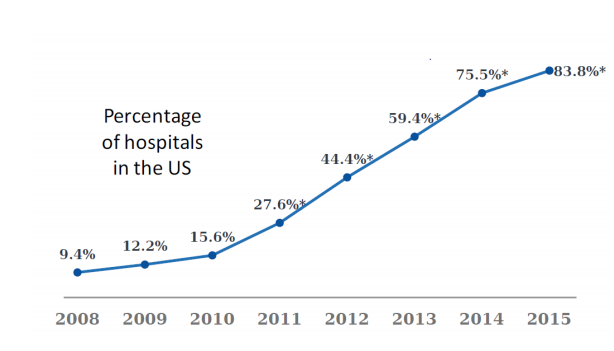 Percentage
of hospitals
in the US
9.4%
12.2%
15.6%
27.6%*
44.4%*
59.4%*
75.5%*
83.8%*
2008 2009 2010 2011 2012 2013 2014 2015